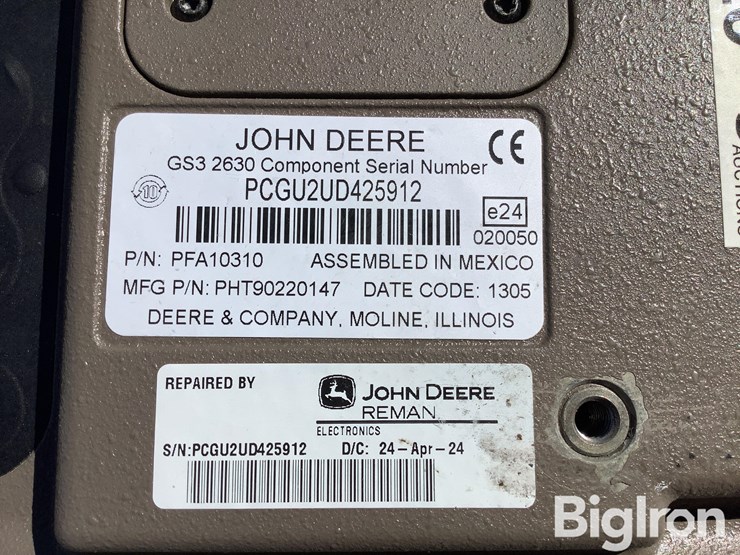 JOHN DEERE
GS3 2630 Component Serial Number
CE
10
PCGU2UD425912
e24
020050
P/N: PFA10310 ASSEMBLED IN MEXICO
MFG P/N: PHT90220147 DATE CODE: 1305
DEERE & COMPANY, MOLINE, ILLINOIS
REPAIRED BY
JOHN DEERE
REMAN
ELECTRONICS
S/N:PCGU2UD425912 D/C: 24-Apr-24
BigIron